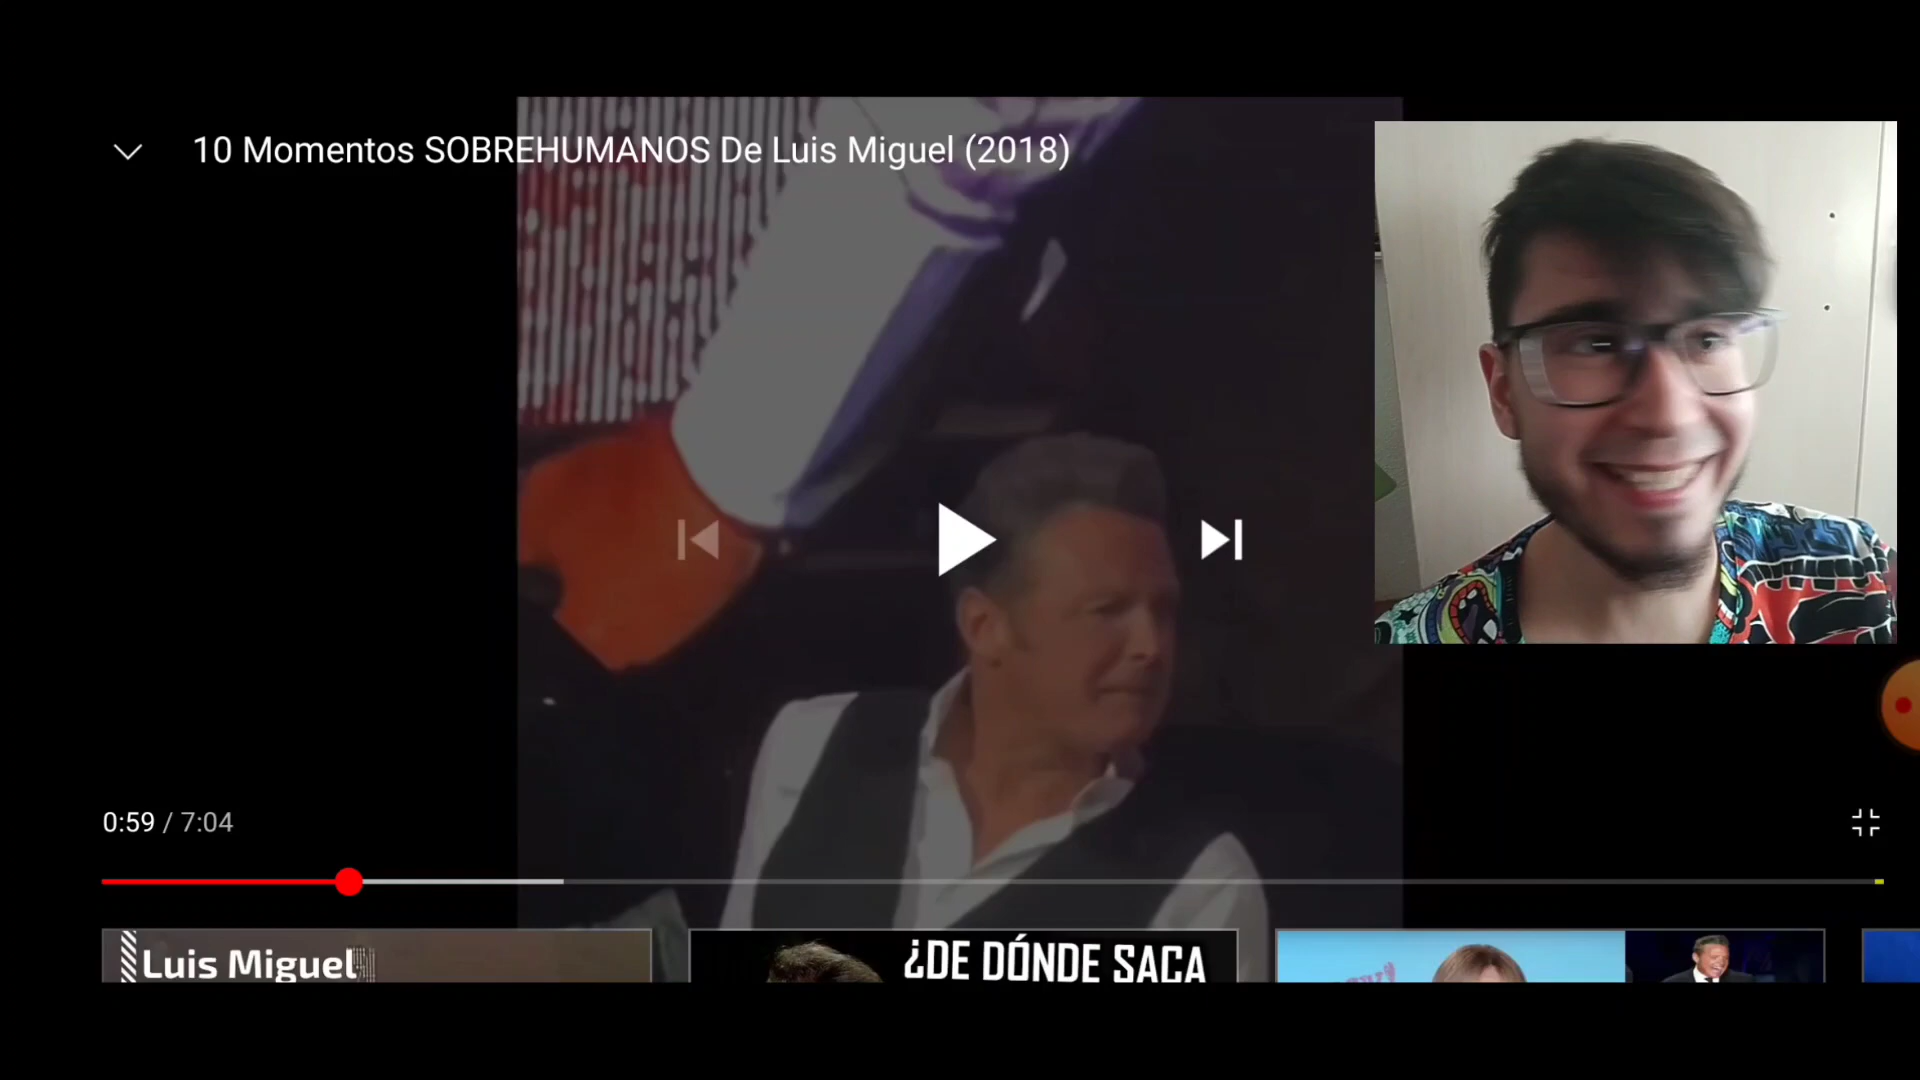 10 Momentos SOBREHUMANOS De Luis Miguel (2018)
0:59 / 7:04
Luis Miguel
¿DE DÓNDE SACA